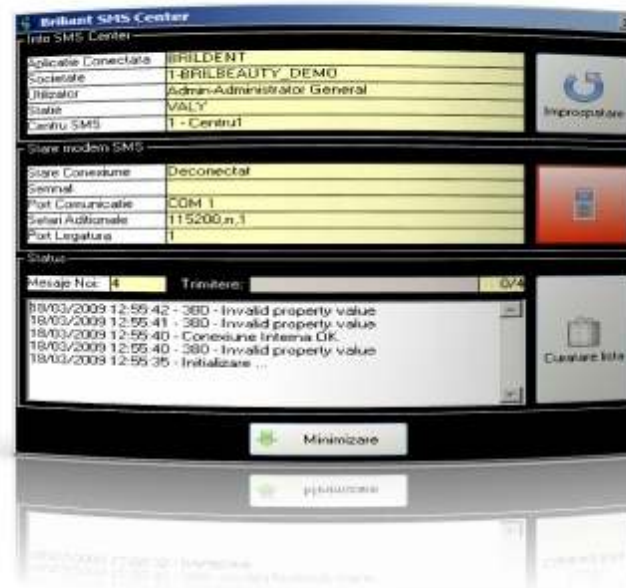 Briliant SMS Center
Info SMS Center
Aplicatie Conectata BRILDENT
Societate 1-BRILBEAUTY_DEMO
Utilizator Admin-Administrator General
Statie VALY
Centru SMS 1 - Centru1
Improspatare
Stare modem SMS
Stare Conexiune Deconectat
Semnal
Port Comunicatie COM 1
Setari Aditionale 115200,n,1
Port Legatura 1
Status
Mesaje Noi: 4 Trimitere: 0/4
18/03/2009 12:55:42 - 380 - Invalid property value
18/03/2009 12:55:41 - 380 - Invalid property value
18/03/2009 12:55:40 - Conexiune Interna OK
18/03/2009 12:55:40 - 380 - Invalid property value
18/03/2009 12:55:35 - Initializare ...
Curatare lista
Minimizare